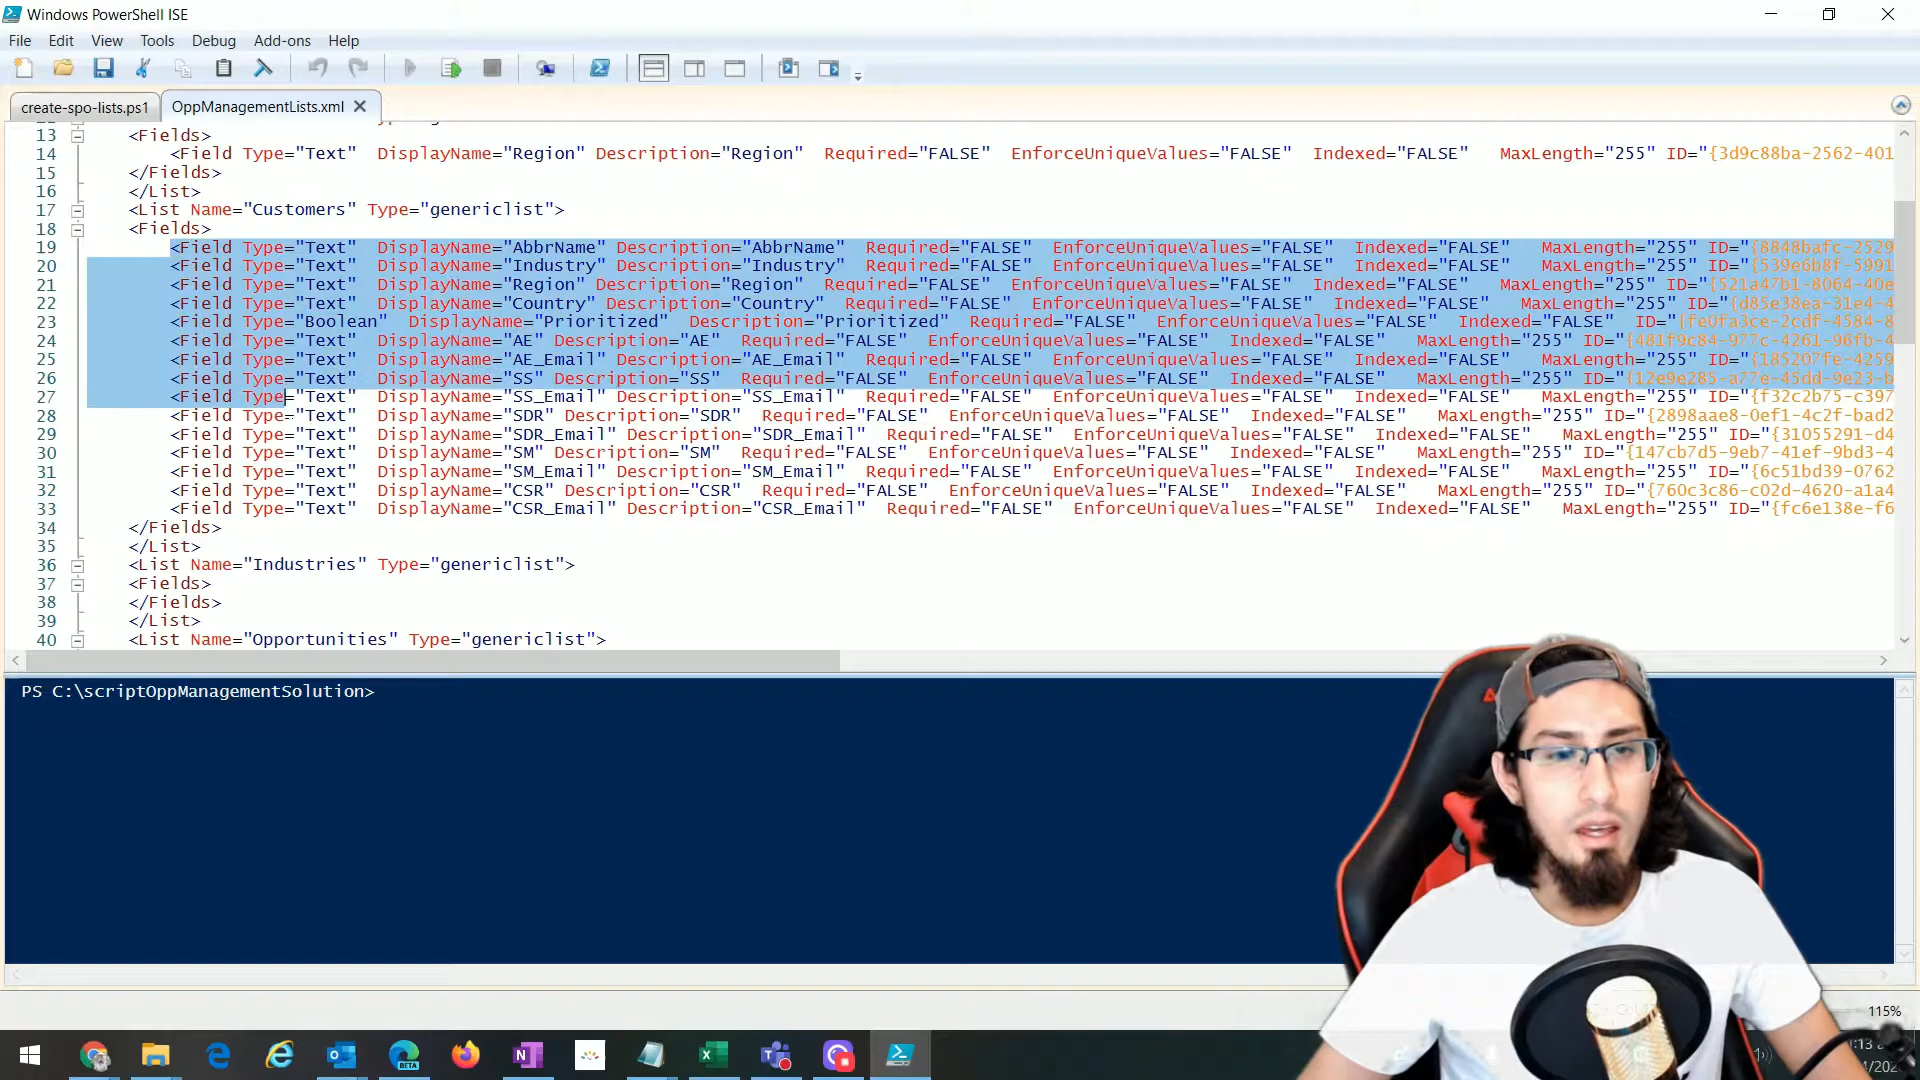 Windows PowerShell ISE
File Edit View Tools Debug Add-ons Help
create-spo-lists.ps1 OppManagementLists.xml
13 <Fields>
14 <Field Type="Text" DisplayName="Region" Description="Region" Required="FALSE" EnforceUniqueValues="FALSE" Indexed="FALSE" MaxLength="255" ID="{3d9c88ba-2562-401
15 </Fields>
16 </List>
17 <List Name="Customers" Type="genericlist">
18 <Fields>
19 <Field Type="Text" DisplayName="AbbrName" Description="AbbrName" Required="FALSE" EnforceUniqueValues="FALSE" Indexed="FALSE" MaxLength="255" ID="{8848bafc-2529
20 <Field Type="Text" DisplayName="Industry" Description="Industry" Required="FALSE" EnforceUniqueValues="FALSE" Indexed="FALSE" MaxLength="255" ID="{539e6b8f-5991
21 <Field Type="Text" DisplayName="Region" Description="Region" Required="FALSE" EnforceUniqueValues="FALSE" Indexed="FALSE" MaxLength="255" ID="{521a47b1-8064-40e
22 <Field Type="Text" DisplayName="Country" Description="Country" Required="FALSE" EnforceUniqueValues="FALSE" Indexed="FALSE" MaxLength="255" ID="{d85e38ea-31e4-4
23 <Field Type="Boolean" DisplayName="Prioritized" Description="Prioritized" Required="FALSE" EnforceUniqueValues="FALSE" Indexed="FALSE" ID="{fe0fa3ce-2cdf-4584-8
24 <Field Type="Text" DisplayName="AE" Description="AE" Required="FALSE" EnforceUniqueValues="FALSE" Indexed="FALSE" MaxLength="255" ID="{481f9c84-977c-4261-96fb-4
25 <Field Type="Text" DisplayName="AE_Email" Description="AE_Email" Required="FALSE" EnforceUniqueValues="FALSE" Indexed="FALSE" MaxLength="255" ID="{185207fe-4259
26 <Field Type="Text" DisplayName="SS" Description="SS" Required="FALSE" EnforceUniqueValues="FALSE" Indexed="FALSE" MaxLength="255" ID="{12e9e285-a77e-45dd-9e23-b
27 <Field Type="Text" DisplayName="SS_Email" Description="SS_Email" Required="FALSE" EnforceUniqueValues="FALSE" Indexed="FALSE" MaxLength="255" ID="{f32c2b75-c397
28 <Field Type="Text" DisplayName="SDR" Description="SDR" Required="FALSE" EnforceUniqueValues="FALSE" Indexed="FALSE" MaxLength="255" ID="{2898aae8-0ef1-4c2f-bad2
29 <Field Type="Text" DisplayName="SDR_Email" Description="SDR_Email" Required="FALSE" EnforceUniqueValues="FALSE" Indexed="FALSE" MaxLength="255" ID="{31055291-d4
30 <Field Type="Text" DisplayName="SM" Description="SM" Required="FALSE" EnforceUniqueValues="FALSE" Indexed="FALSE" MaxLength="255" ID="{147cb7d5-9eb7-41ef-9bd3-4
31 <Field Type="Text" DisplayName="SM_Email" Description="SM_Email" Required="FALSE" EnforceUniqueValues="FALSE" Indexed="FALSE" MaxLength="255" ID="{6c51bd39-0762
32 <Field Type="Text" DisplayName="CSR" Description="CSR" Required="FALSE" EnforceUniqueValues="FALSE" Indexed="FALSE" MaxLength="255" ID="{760c3c86-c02d-4620-a1a4
33 <Field Type="Text" DisplayName="CSR_Email" Description="CSR_Email" Required="FALSE" EnforceUniqueValues="FALSE" Indexed="FALSE" MaxLength="255" ID="{fc6e138e-f6
34 </Fields>
35 </List>
36 <List Name="Industries" Type="genericlist">
37 <Fields>
38 </Fields>
39 </List>
40 <List Name="Opportunities" Type="genericlist">
PS C:\scriptOppManagementSolution>
115%
BETA